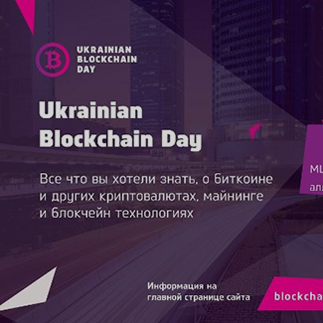 UKRAINIAN
BLOCKCHAIN
DAY
Ukrainian
Blockchain Day
Все что вы хотели знать, о биткоине
и других криптовалютах, майнинге
и блокчейн технологиях
Информация на
главной странице сайта